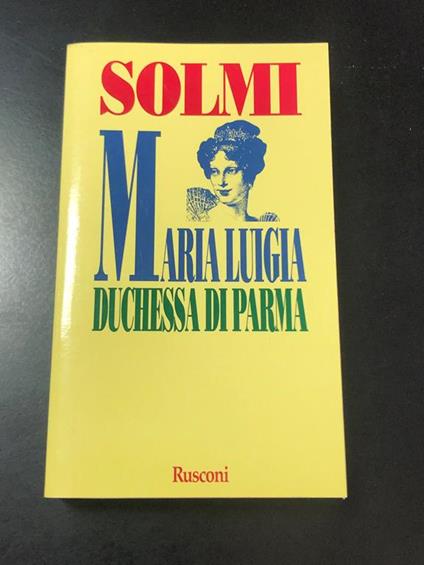 SOLMI
MARIA LUIGIA
DUCHESSA DI PARMA
Rusconi